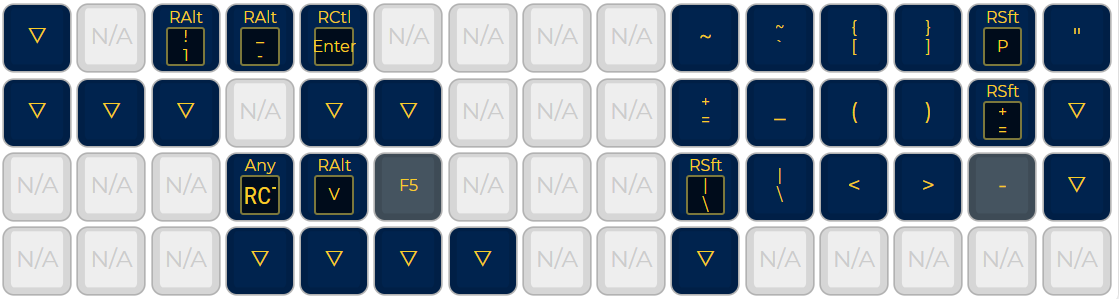 RAlt RAlt RCtl RSft
▽ N/A ! 1 _ - Enter N/A N/A N/A N/A ~ ~ ` { [ } ] P "
RSft
▽ ▽ ▽ N/A ▽ ▽ N/A N/A N/A + = _ ( ) + = ▽
Any RAlt RSft
N/A N/A N/A RC V F5 N/A N/A N/A | \ | \ < > - ▽
N/A N/A N/A ▽ ▽ ▽ ▽ N/A N/A ▽ N/A N/A N/A N/A N/A